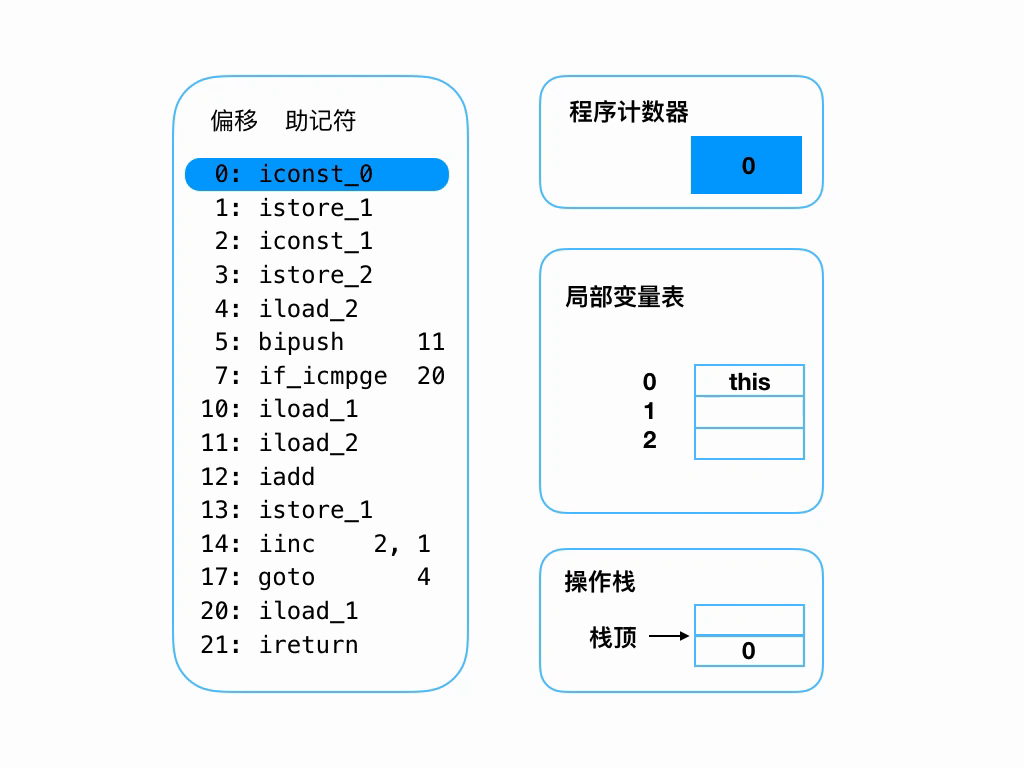 偏移 助记符
0: iconst_0
1: istore_1
2: iconst_1
3: istore_2
4: iload_2
5: bipush 11
7: if_icmpge 20
10: iload_1
11: iload_2
12: iadd
13: istore_1
14: iinc 2, 1
17: goto 4
20: iload_1
21: ireturn
程序计数器
0
局部变量表
0 this
1
2
操作栈
栈顶
0